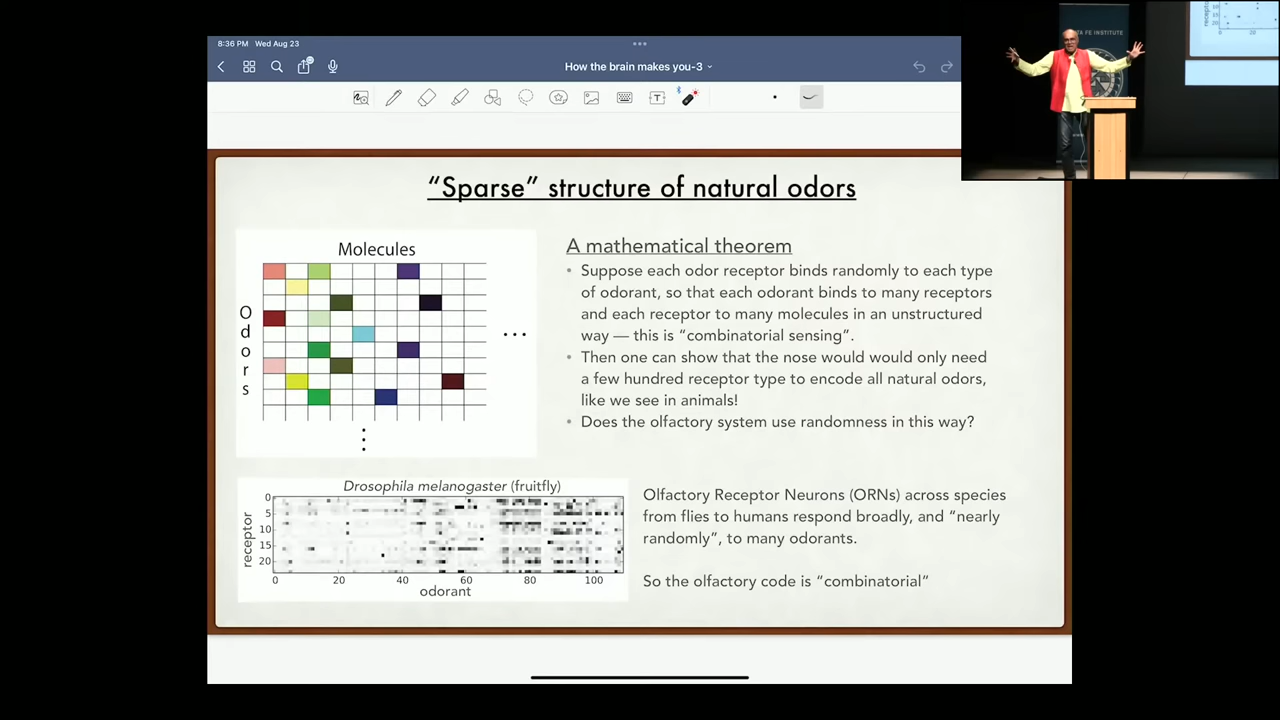 8:36 PM Wed Aug 23
How the brain makes you-3
TA FE INSTITUTE
"Sparse" structure of natural odors
Molecules
Odors
A mathematical theorem
• Suppose each odor receptor binds randomly to each type
of odorant, so that each odorant binds to many receptors
and each receptor to many molecules in an unstructured
way — this is "combinatorial sensing".
• Then one can show that the nose would would only need
a few hundred receptor type to encode all natural odors,
like we see in animals!
• Does the olfactory system use randomness in this way?
Drosophila melanogaster (fruitfly)
receptor
0
5
10
15
20
0 20 40 60 80 100
odorant
Olfactory Receptor Neurons (ORNs) across species
from flies to humans respond broadly, and "nearly
randomly", to many odorants.
So the olfactory code is "combinatorial"